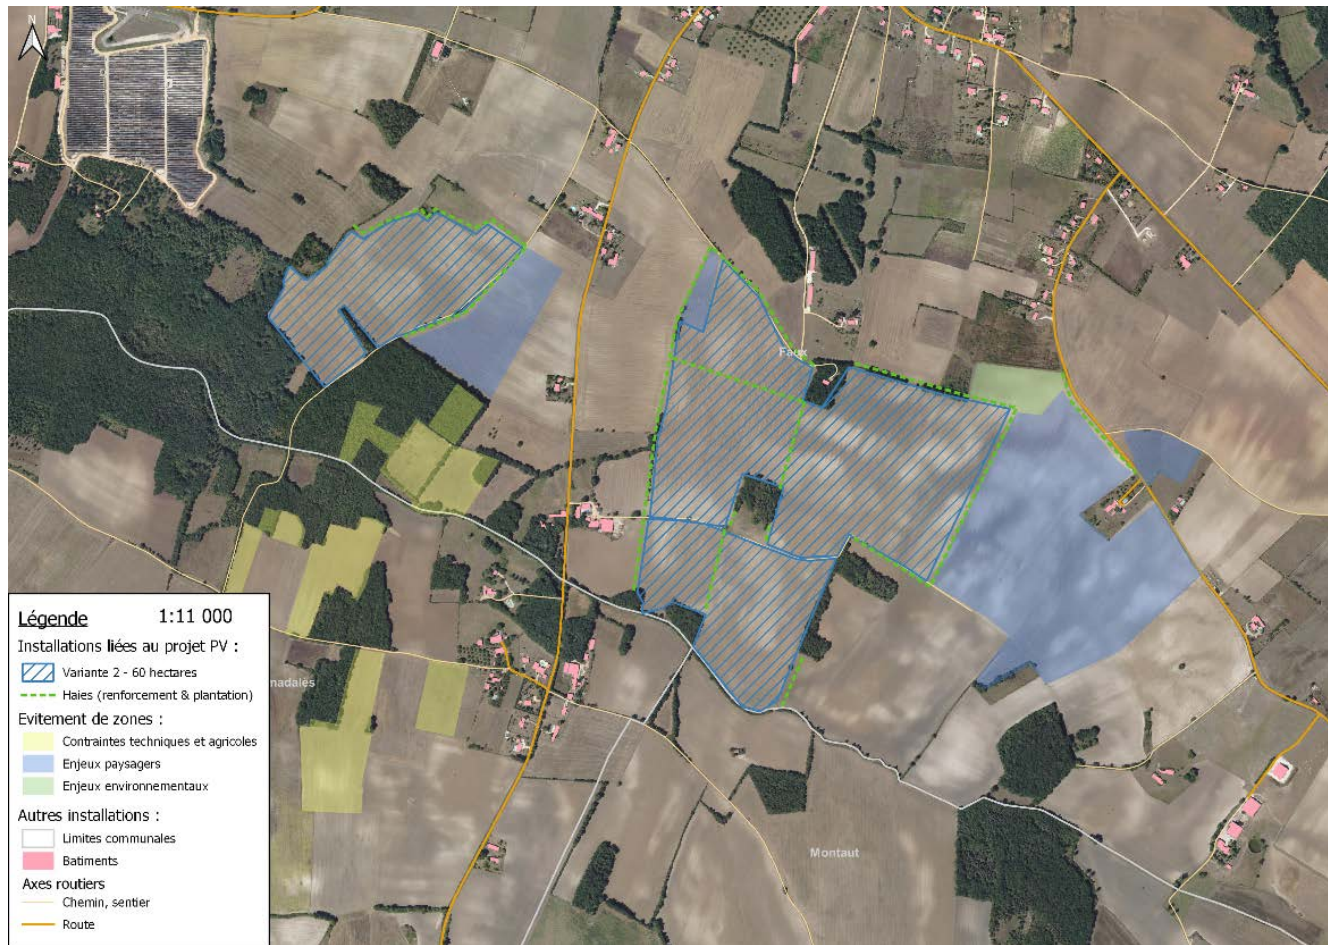 N
Faux
nadalès
Montaut
Légende 1:11 000
Installations liées au projet PV :
Variante 2 - 60 hectares
Haies (renforcement & plantation)
Evitement de zones :
Contraintes techniques et agricoles
Enjeux paysagers
Enjeux environnementaux
Autres installations :
Limites communales
Batiments
Axes routiers
Chemin, sentier
Route